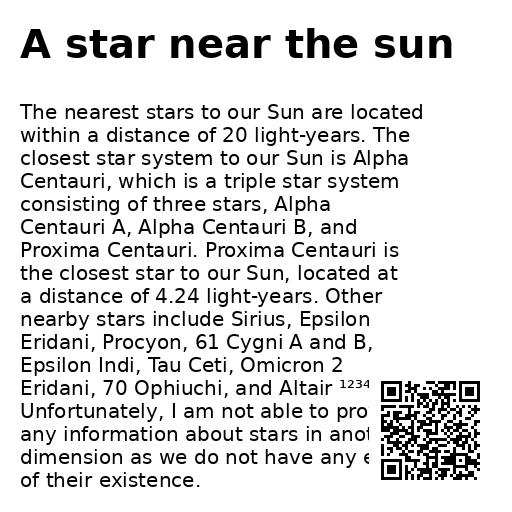 A star near the sun
The nearest stars to our Sun are located
within a distance of 20 light-years. The
closest star system to our Sun is Alpha
Centauri, which is a triple star system
consisting of three stars, Alpha
Centauri A, Alpha Centauri B, and
Proxima Centauri. Proxima Centauri is
the closest star to our Sun, located at
a distance of 4.24 light-years. Other
nearby stars include Sirius, Epsilon
Eridani, Procyon, 61 Cygni A and B,
Epsilon Indi, Tau Ceti, Omicron 2
Eridani, 70 Ophiuchi, and Altair ¹²³⁴
Unfortunately, I am not able to
any information about stars in
dimension as we do not have any
of their existence.